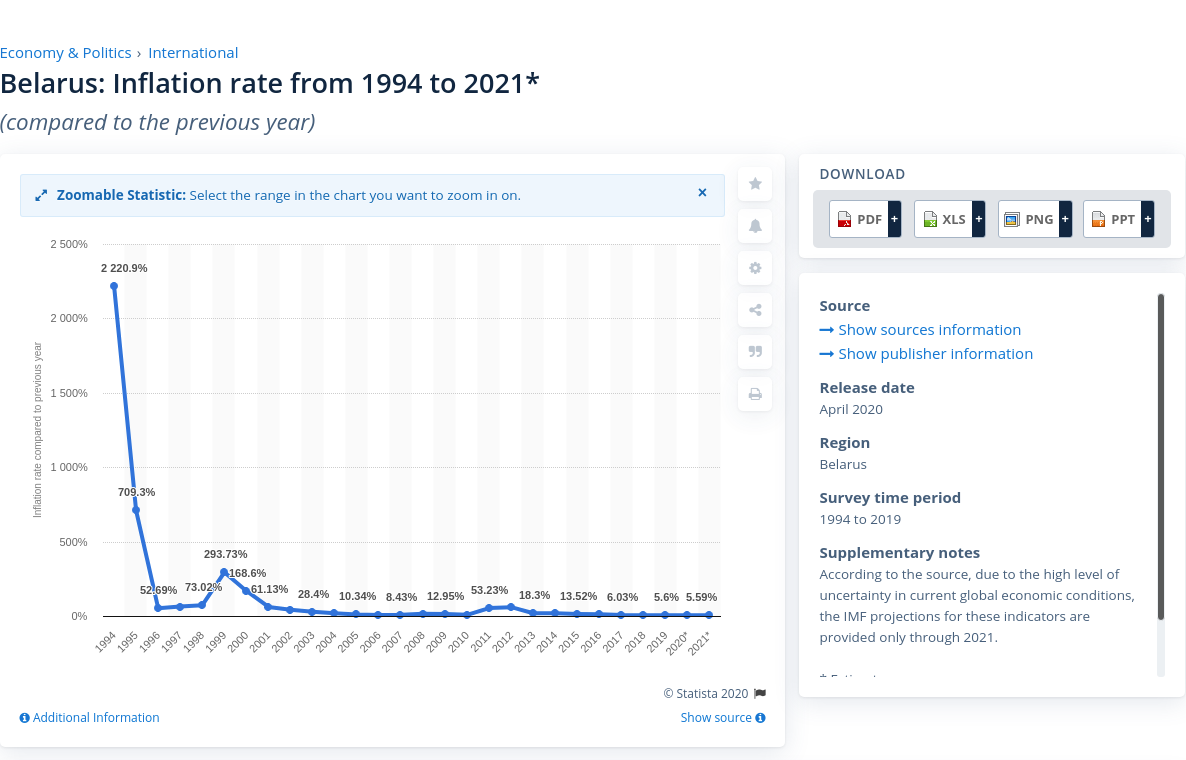 Economy & Politics › International
Belarus: Inflation rate from 1994 to 2021*
(compared to the previous year)
Zoomable Statistic: Select the range in the chart you want to zoom in on. ×
2 500%
2 000%
1 500%
1 000%
500%
0%
Inflation rate compared to previous year
2 220.9%
709.3%
52.69%
73.02%
293.73%
168.6%
61.13%
28.4%
10.34%
8.43%
12.95%
53.23%
18.3%
13.52%
6.03%
5.6%
5.59%
1994
1995
1996
1997
1998
1999
2000
2001
2002
2003
2004
2005
2006
2007
2008
2009
2010
2011
2012
2013
2014
2015
2016
2017
2018
2019
2020*
2021*
© Statista 2020
Additional Information
Show source
DOWNLOAD
PDF + XLS + PNG + PPT +
Source
Show sources information
Show publisher information
Release date
April 2020
Region
Belarus
Survey time period
1994 to 2019
Supplementary notes
According to the source, due to the high level of
uncertainty in current global economic conditions,
the IMF projections for these indicators are
provided only through 2021.